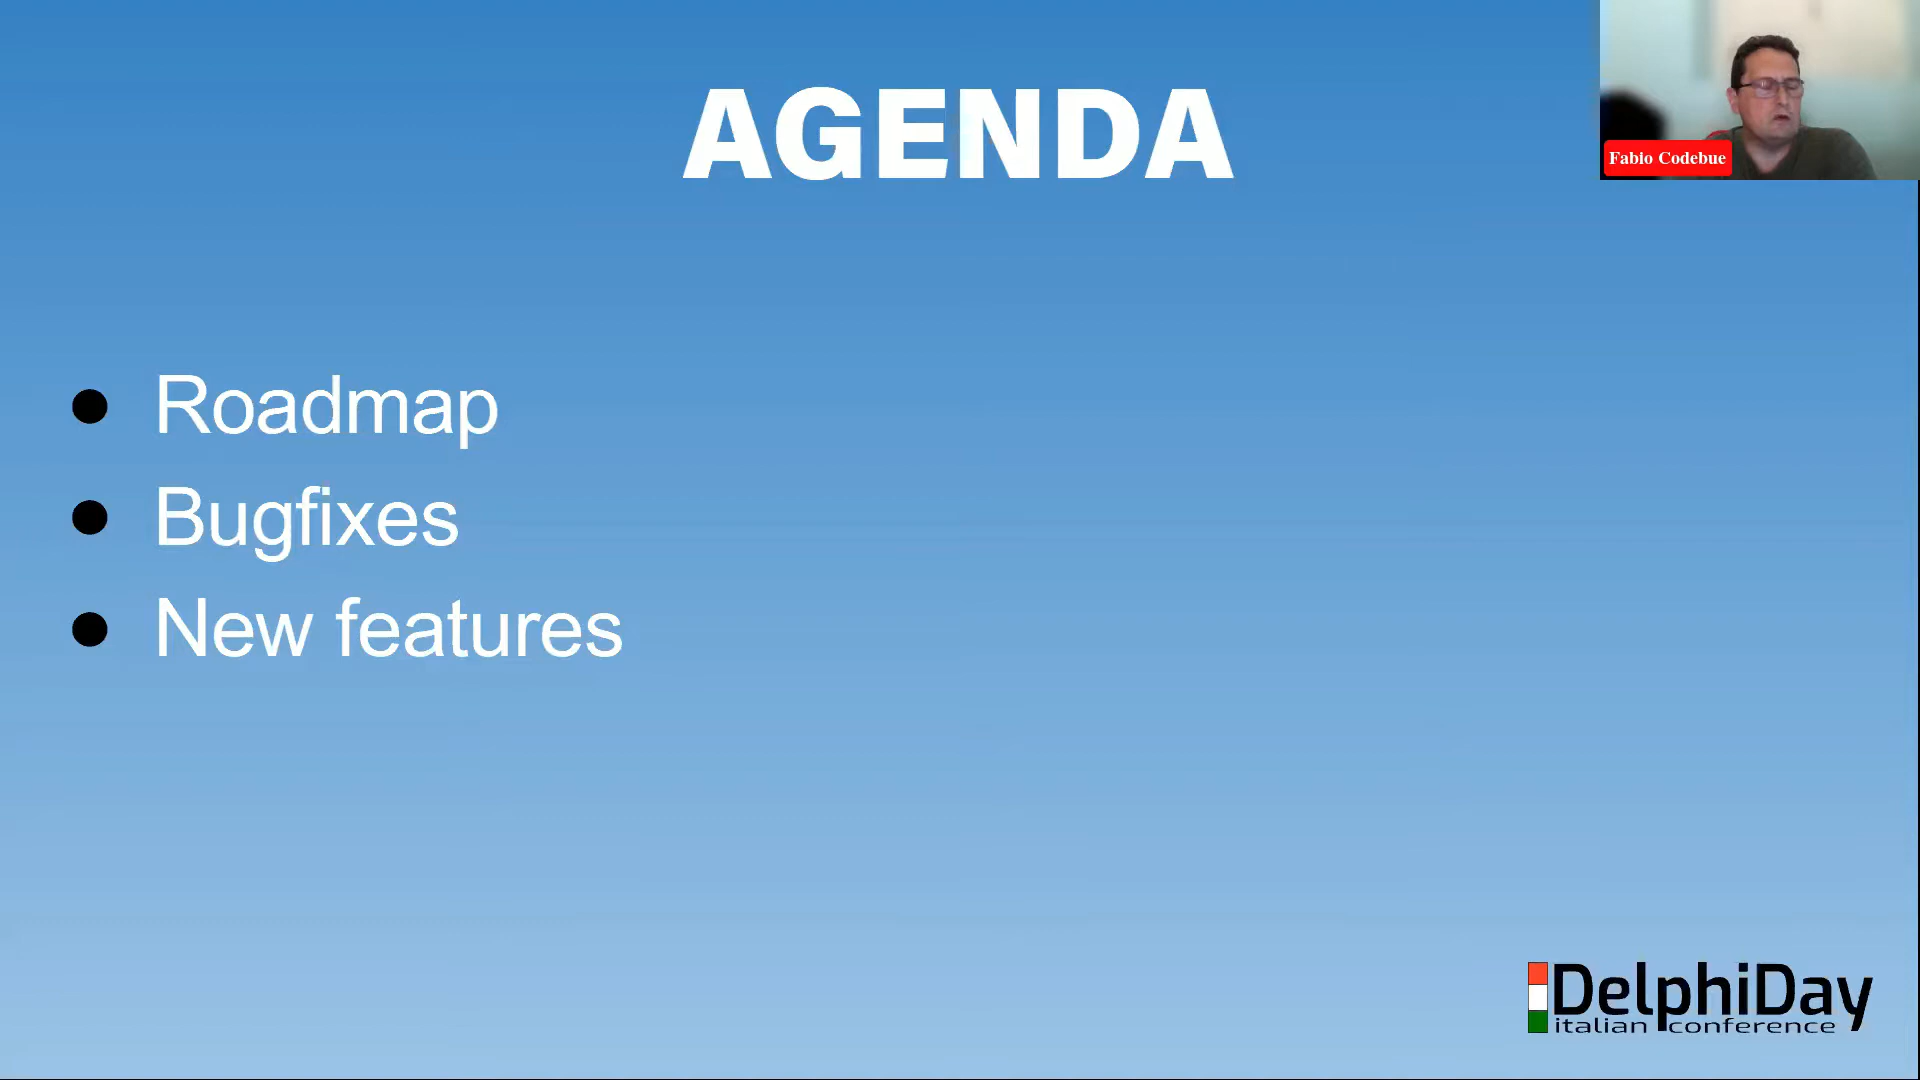 AGENDA
Fabio Codebue
● Roadmap
● Bugfixes
● New features
DelphiDay
italian conference